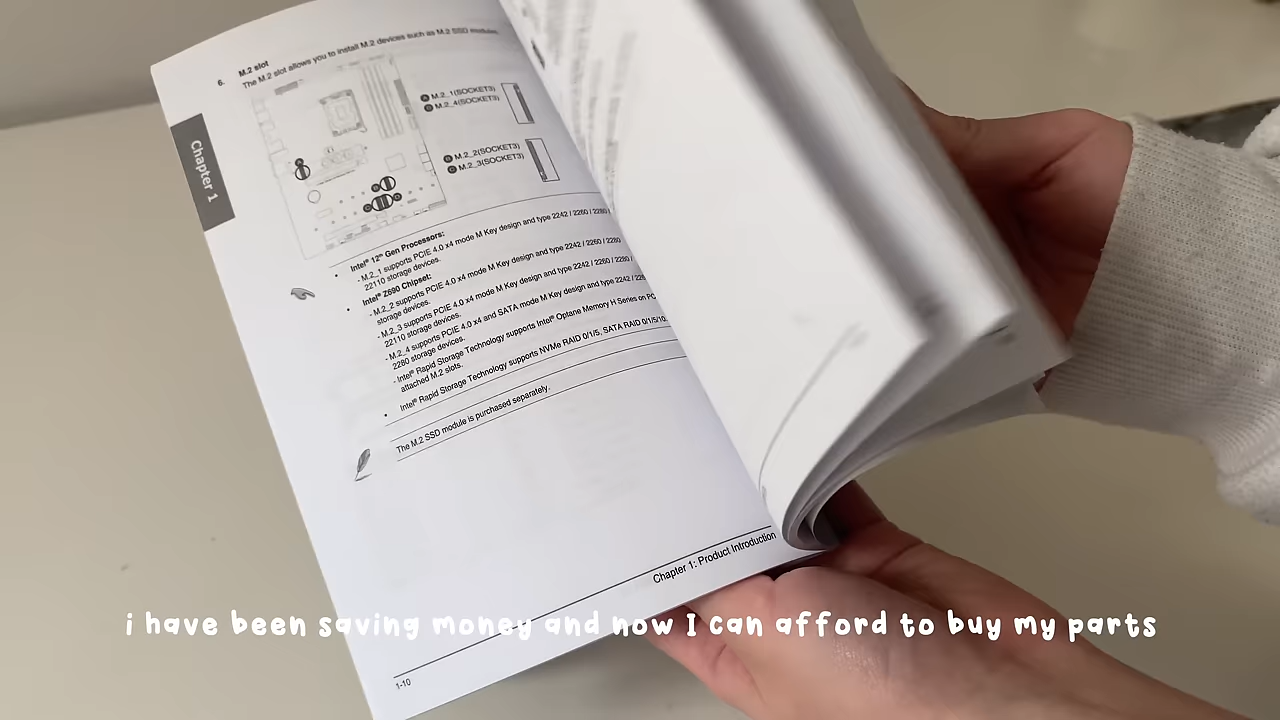 6. M.2 slot
The M.2 slot allows you to install M.2 devices such as M.2 SSD modules.
A M.2_1(SOCKET3)
D M.2_4(SOCKET3)
B M.2_2(SOCKET3)
C M.2_3(SOCKET3)
Chapter 1
• Intel® 12th Gen Processors:
- M.2_1 supports PCIE 4.0 x4 mode M Key design and type 2242 / 2260 / 2280
22110 storage devices.
• Intel® Z690 Chipset:
- M.2_2 supports PCIE 4.0 x4 mode M Key design and type 2242 / 2260 / 2280
storage devices.
- M.2_3 supports PCIE 4.0 x4 mode M Key design and type 2242 / 2260 / 2280 /
22110 storage devices.
- M.2_4 supports PCIE 4.0 x4 and SATA mode M Key design and type 2242 /
2280 storage devices.
- Intel® Rapid Storage Technology supports Intel® Optane Memory H Series on
attached M.2 slots.
• Intel® Rapid Storage Technology supports NVMe RAID 0/1/5, SATA RAID 0/1/5/10.
The M.2 SSD module is purchased separately.
Chapter 1: Product Introduction
1-10
i have been saving money and now I can afford to buy my parts